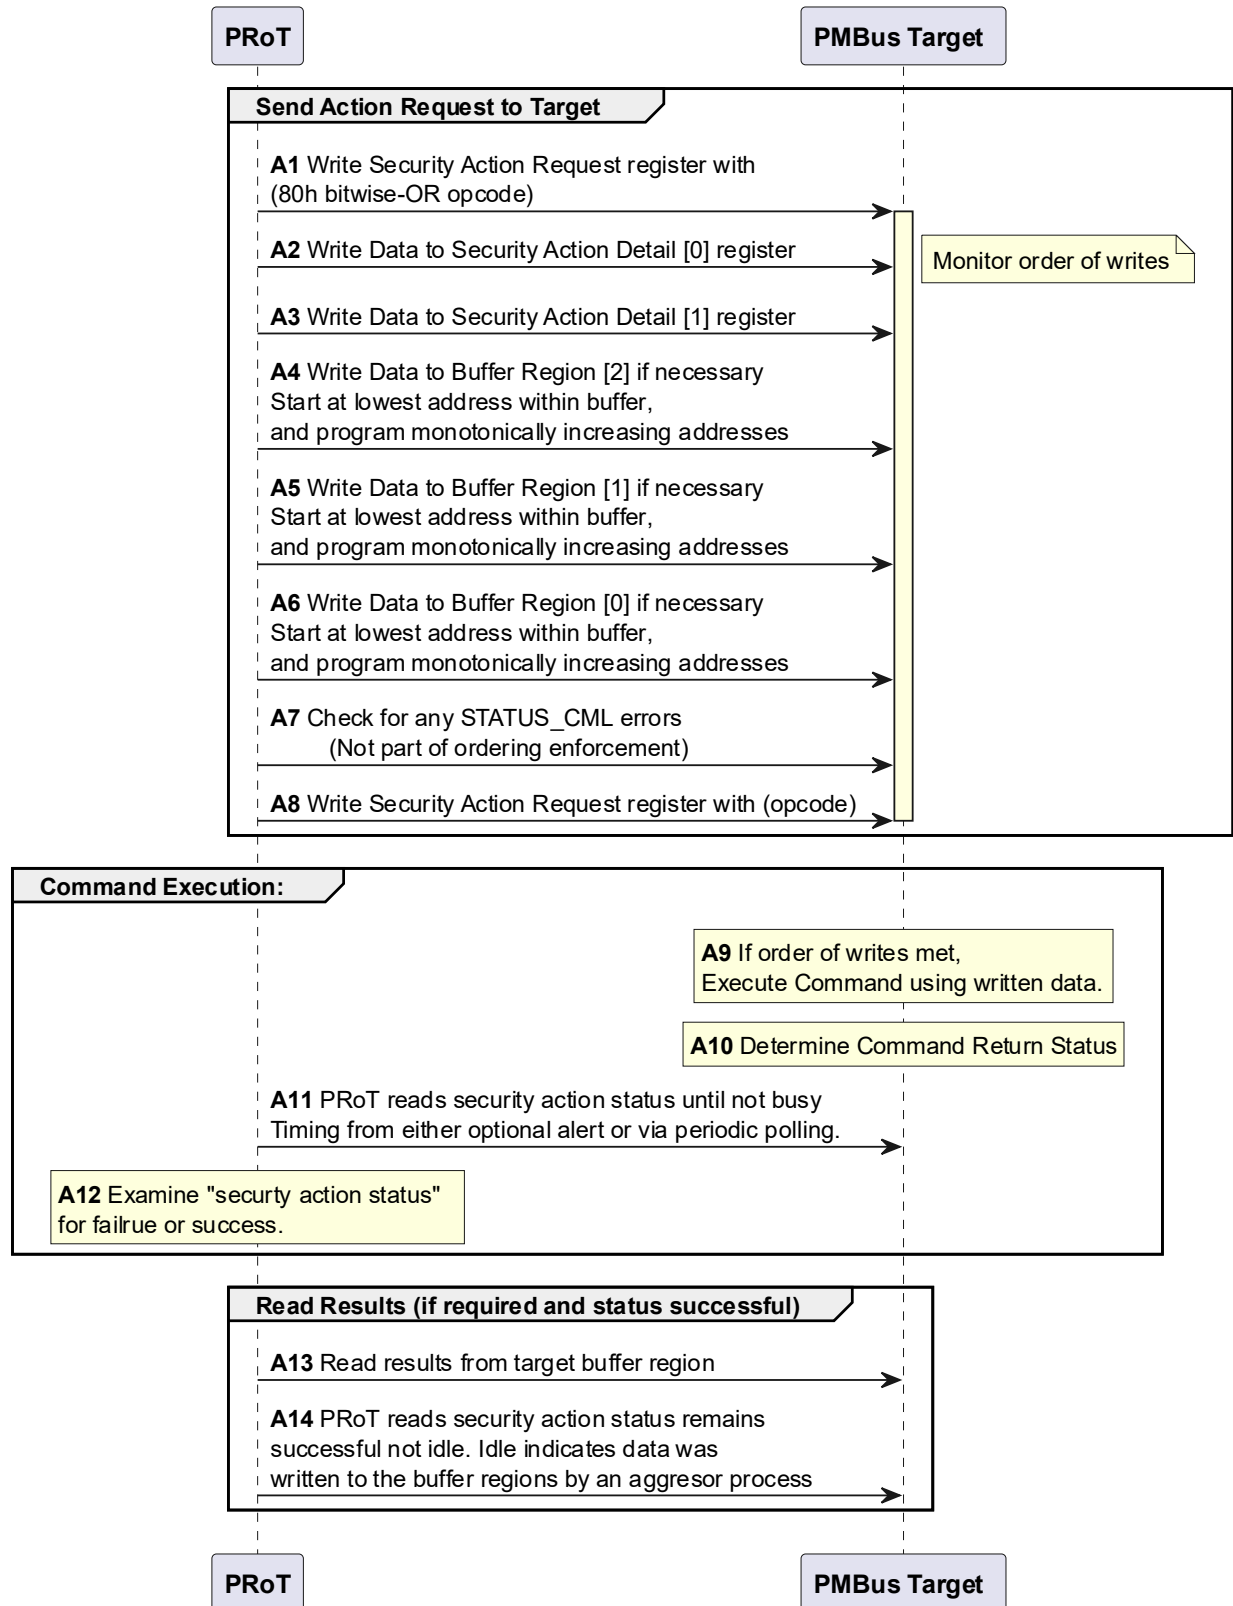 PRoT
PMBus Target
Send Action Request to Target
A1 Write Security Action Request register with
(80h bitwise-OR opcode)
A2 Write Data to Security Action Detail [0] register
Monitor order of writes
A3 Write Data to Security Action Detail [1] register
A4 Write Data to Buffer Region [2] if necessary
Start at lowest address within buffer,
and program monotonically increasing addresses
A5 Write Data to Buffer Region [1] if necessary
Start at lowest address within buffer,
and program monotonically increasing addresses
A6 Write Data to Buffer Region [0] if necessary
Start at lowest address within buffer,
and program monotonically increasing addresses
A7 Check for any STATUS_CML errors
(Not part of ordering enforcement)
A8 Write Security Action Request register with (opcode)
Command Execution:
A9 If order of writes met,
Execute Command using written data.
A10 Determine Command Return Status
A11 PRoT reads security action status until not busy
Timing from either optional alert or via periodic polling.
A12 Examine "securty action status"
for failrue or success.
Read Results (if required and status successful)
A13 Read results from target buffer region
A14 PRoT reads security action status remains
successful not idle. Idle indicates data was
written to the buffer regions by an aggresor process
PRoT
PMBus Target